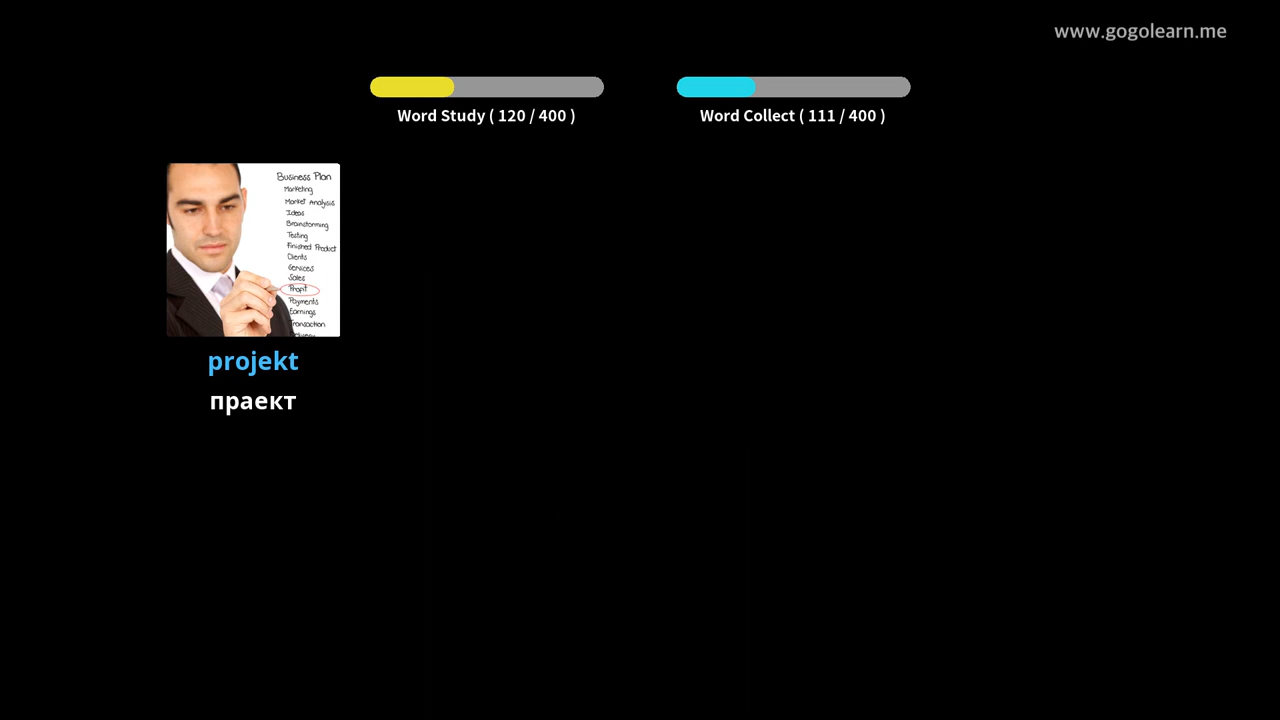 www.gogolearn.me
Word Study ( 120 / 400 )
Word Collect ( 111 / 400 )
Business Plan
Marketing
Market Analysis
Ideas
Brainstorming
Testing
Finished Product
Clients
Services
Sales
Profit
Payments
Earnings
Transaction
projekt
праект